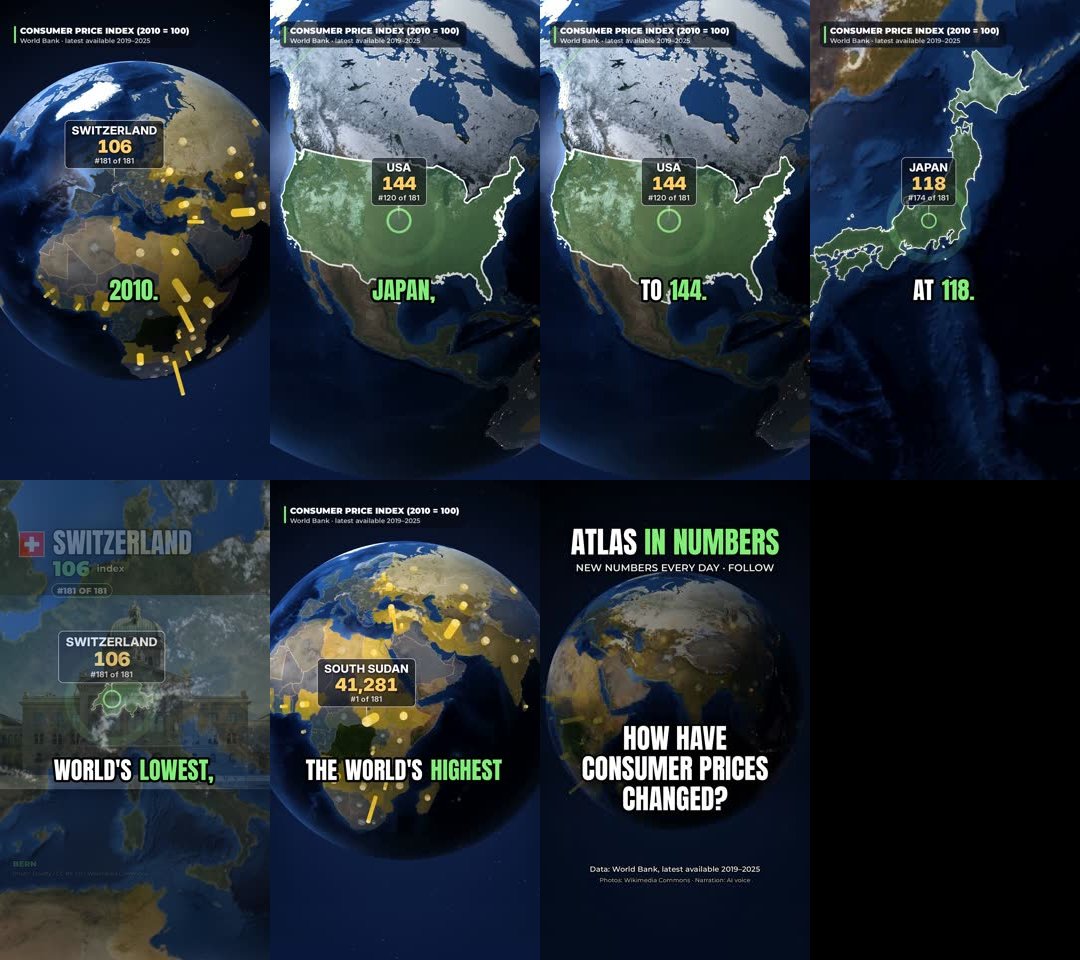 CONSUMER PRICE INDEX (2010 = 100)
World Bank · latest available 2019–2025
SWITZERLAND
106
#181 of 181
2010.
CONSUMER PRICE INDEX (2010 = 100)
World Bank · latest available 2019–2025
USA
144
#120 of 181
JAPAN,
CONSUMER PRICE INDEX (2010 = 100)
World Bank · latest available 2019–2025
USA
144
#120 of 181
TO 144.
CONSUMER PRICE INDEX (2010 = 100)
World Bank · latest available 2019–2025
JAPAN
118
#174 of 181
AT 118.
SWITZERLAND
106 index
#181 OF 181
SWITZERLAND
106
#181 of 181
WORLD'S LOWEST,
BERN
CONSUMER PRICE INDEX (2010 = 100)
World Bank · latest available 2019–2025
SOUTH SUDAN
41,281
#1 of 181
THE WORLD'S HIGHEST
ATLAS IN NUMBERS
NEW NUMBERS EVERY DAY · FOLLOW
HOW HAVE
CONSUMER PRICES
CHANGED?
Data: World Bank, latest available 2019–2025
Photos: Wikimedia Commons · Narration: AI voice